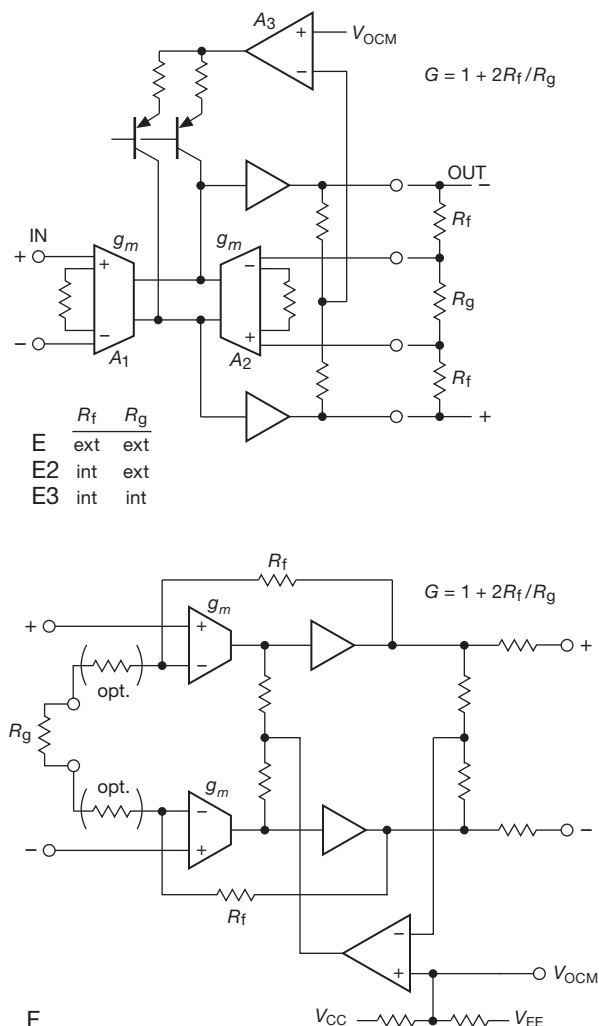 A3
+
VOCM
−
G = 1 + 2Rf/Rg
OUT
−
IN
+
gm
gm
Rf
+
−
Rg
−
+
−
A1
A2
Rf
+
Rf Rg
E ext ext
E2 int ext
E3 int int
Rf
G = 1 + 2Rf/Rg
gm
+
+
−
+
(opt.)
Rg
(opt.)
gm
−
−
+
−
Rf
−
+
VOCM
VCC
VEE
F